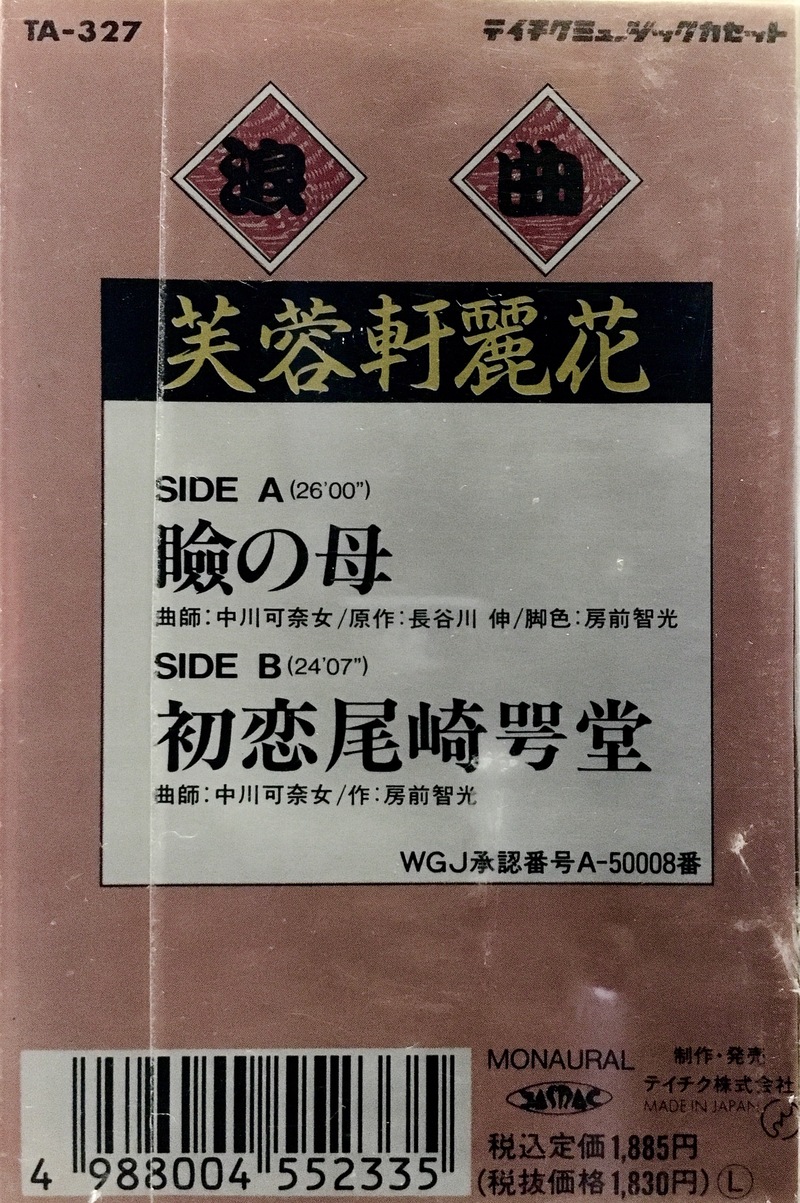 TA-327
テイチクミュージックカセット
浪 曲
芙蓉軒麗花
SIDE A (26'00")
瞼の母
曲師:中川可奈女/原作:長谷川 伸/脚色:房前智光
SIDE B (24'07")
初恋尾崎咢堂
曲師:中川可奈女/作:房前智光
WGJ承認番号A-50008番
MONAURAL
制作・発売
JASRAC
テイチク株式会社
MADE IN JAPAN
税込定価1,885円
(税抜価格1,830円) Ⓛ
4 988004 552335